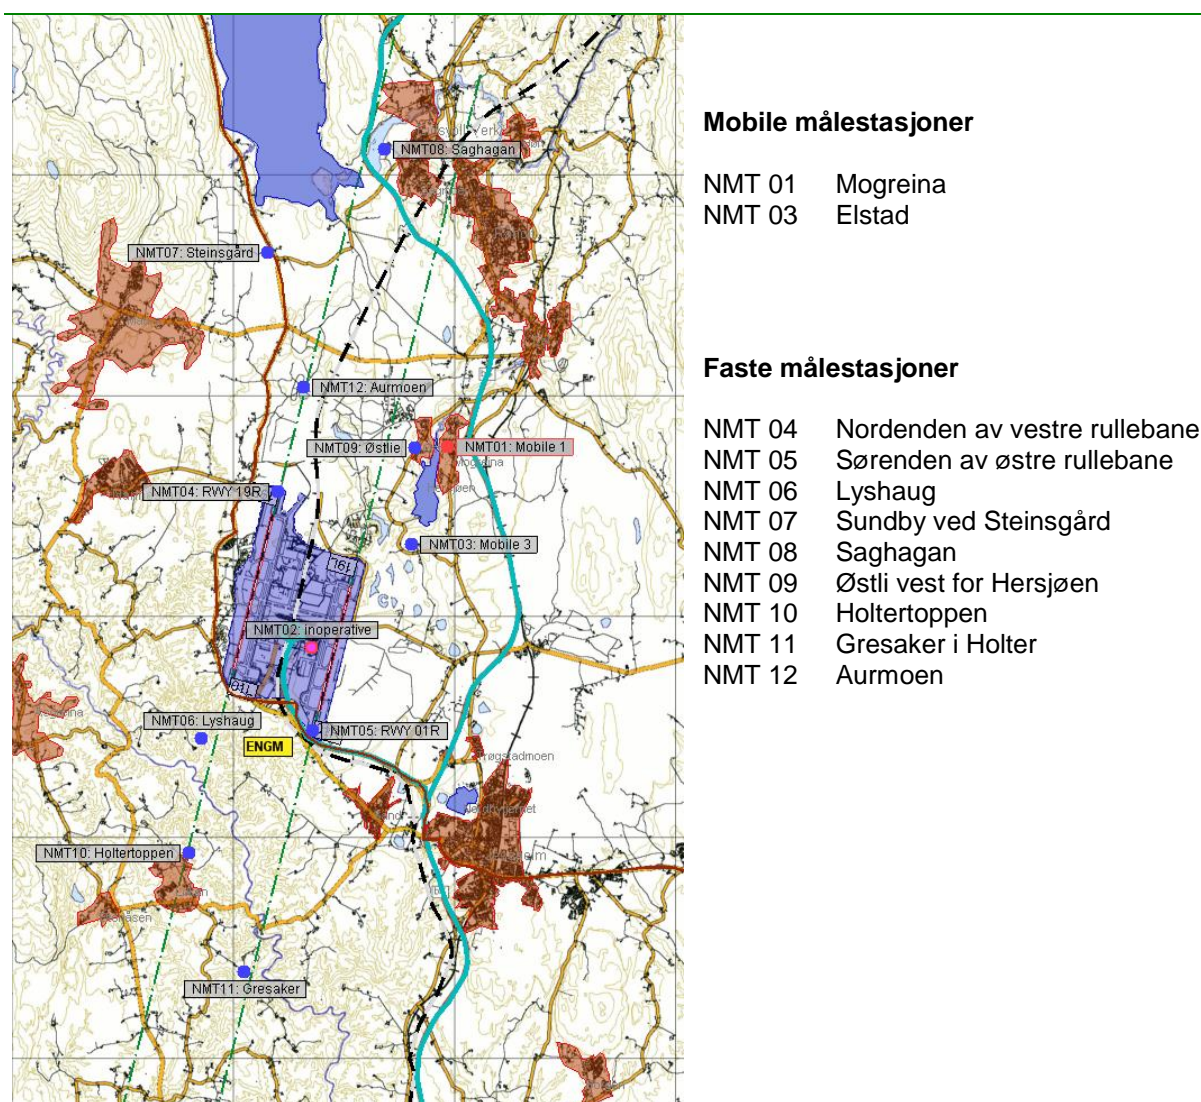 NMT08: Saghagan
NMT07: Steinsgård
NMT12: Aurmoen
NMT09: Østlie
NMT01: Mobile 1
Mogreina
NMT04: RWY 19R
NMT03: Mobile 3
19L
NMT02: inoperative
NMT06: Lyshaug
NMT05: RWY 01R
ENGM
NMT10: Holtertoppen
NMT11: Gresaker
Mobile målestasjoner
NMT 01 Mogreina
NMT 03 Elstad
Faste målestasjoner
NMT 04 Nordenden av vestre rullebane
NMT 05 Sørenden av østre rullebane
NMT 06 Lyshaug
NMT 07 Sundby ved Steinsgård
NMT 08 Saghagan
NMT 09 Østli vest for Hersjøen
NMT 10 Holtertoppen
NMT 11 Gresaker i Holter
NMT 12 Aurmoen